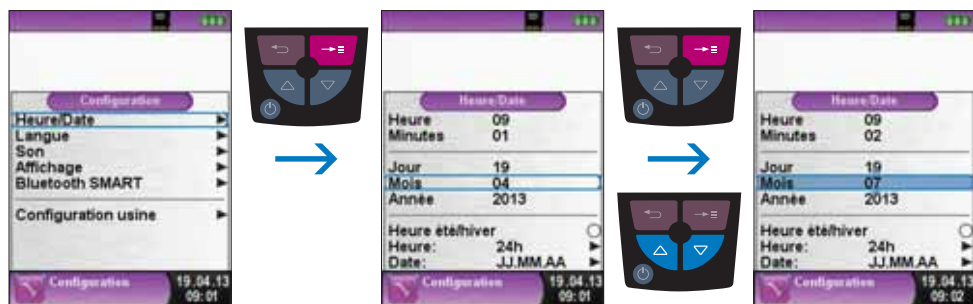 Configuration
Heure/Date
Langue
Son
Affichage
Bluetooth SMART
Configuration usine
Configuration
19.04.13
09:01
Heure/Date
Heure 09
Minutes 01
Jour 19
Mois 04
Année 2013
Heure été/hiver
Heure: 24h
Date: JJ.MM.AA
Configuration
19.04.13
09:01
Heure/Date
Heure 09
Minutes 02
Jour 19
Mois 07
Année 2013
Heure été/hiver
Heure: 24h
Date: JJ.MM.AA
Configuration
19.04.13
09:02